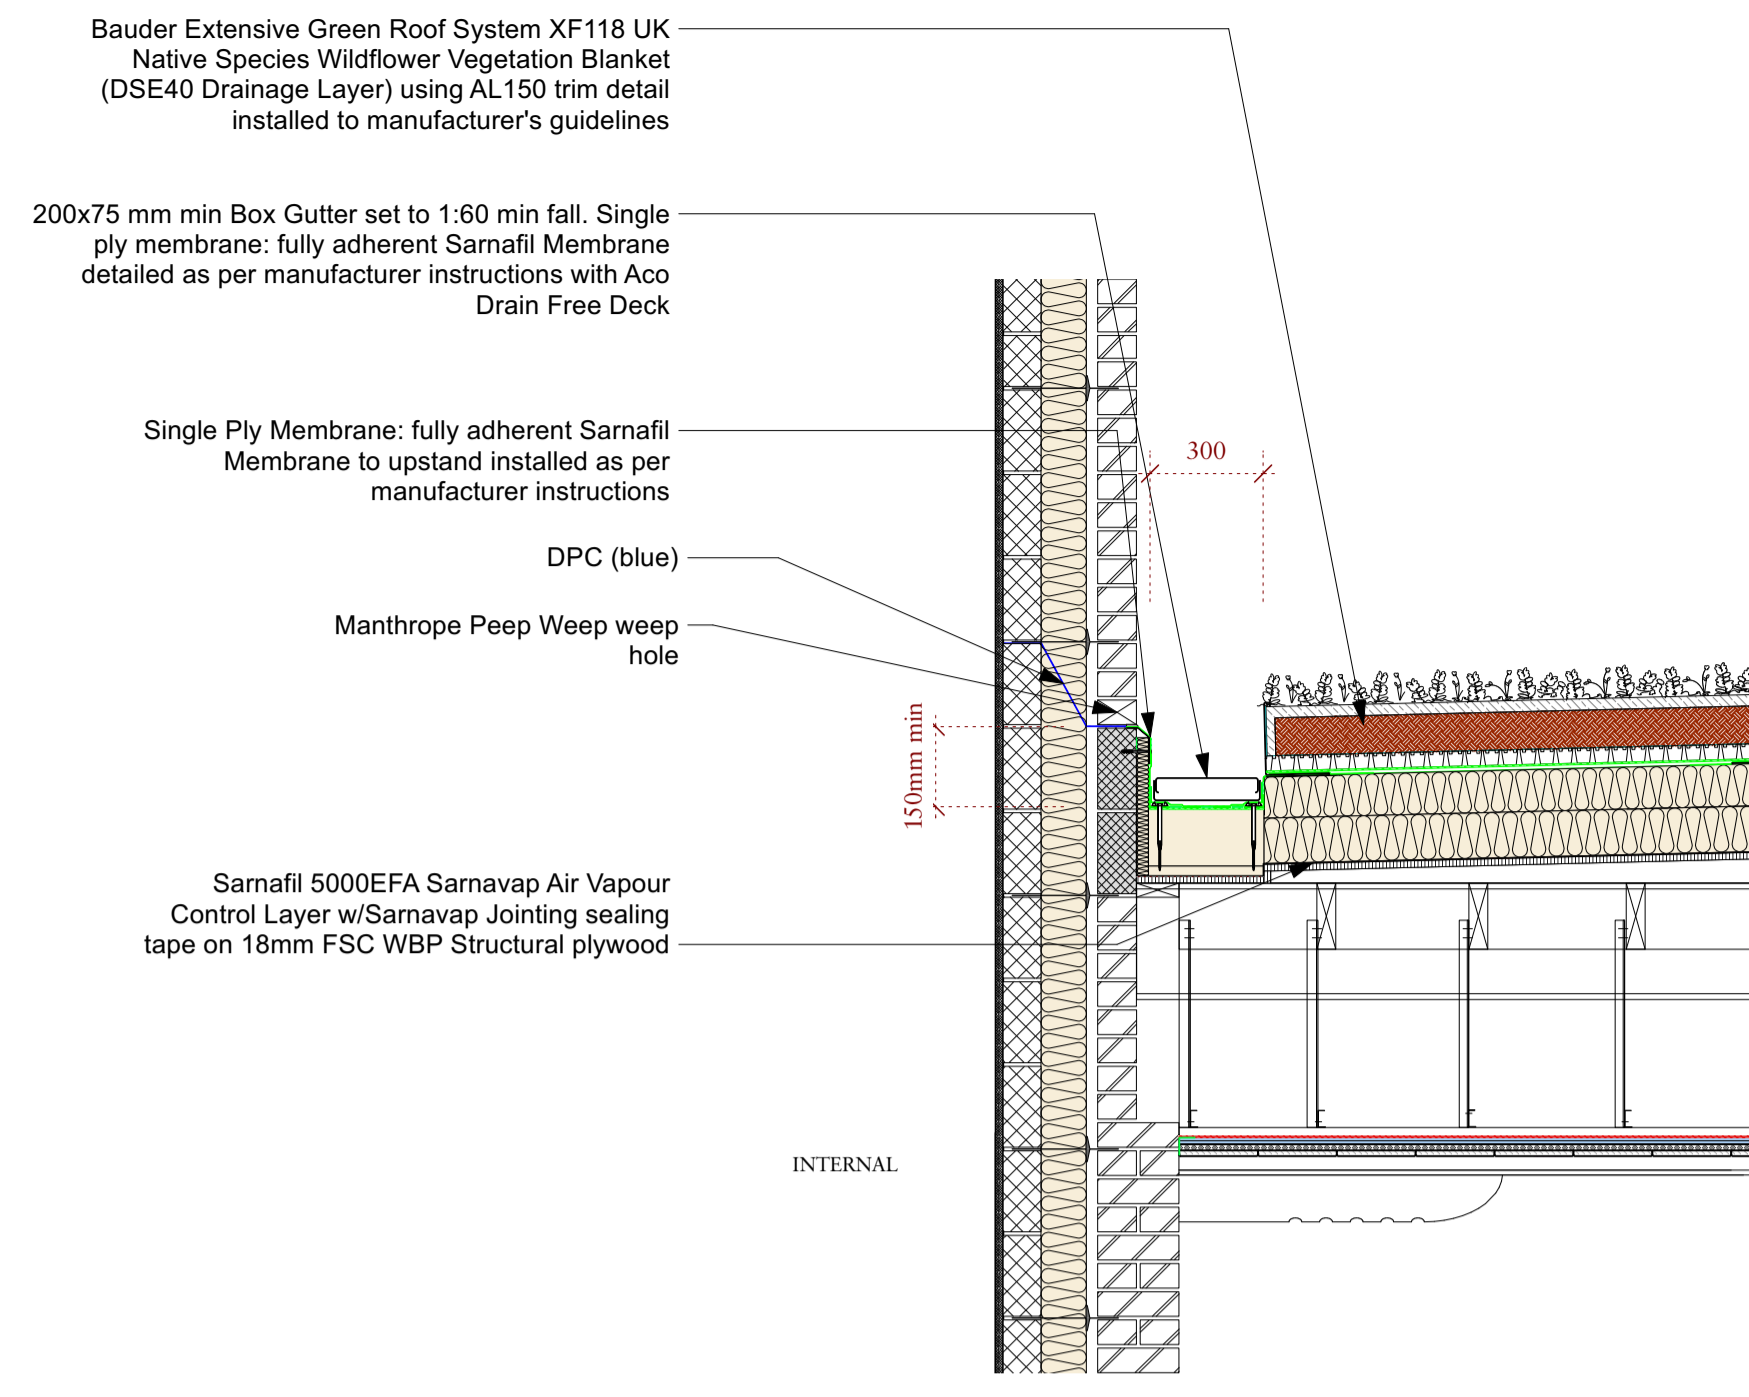 Bauder Extensive Green Roof System XF118 UK
Native Species Wildflower Vegetation Blanket
(DSE40 Drainage Layer) using AL150 trim detail
installed to manufacturer's guidelines
200x75 mm min Box Gutter set to 1:60 min fall. Single
ply membrane: fully adherent Sarnafil Membrane
detailed as per manufacturer instructions with Aco
Drain Free Deck
Single Ply Membrane: fully adherent Sarnafil
Membrane to upstand installed as per
manufacturer instructions
300
DPC (blue)
Manthrope Peep Weep weep
hole
150mm min
Sarnafil 5000EFA Sarnavap Air Vapour
Control Layer w/Sarnavap Jointing sealing
tape on 18mm FSC WBP Structural plywood
INTERNAL